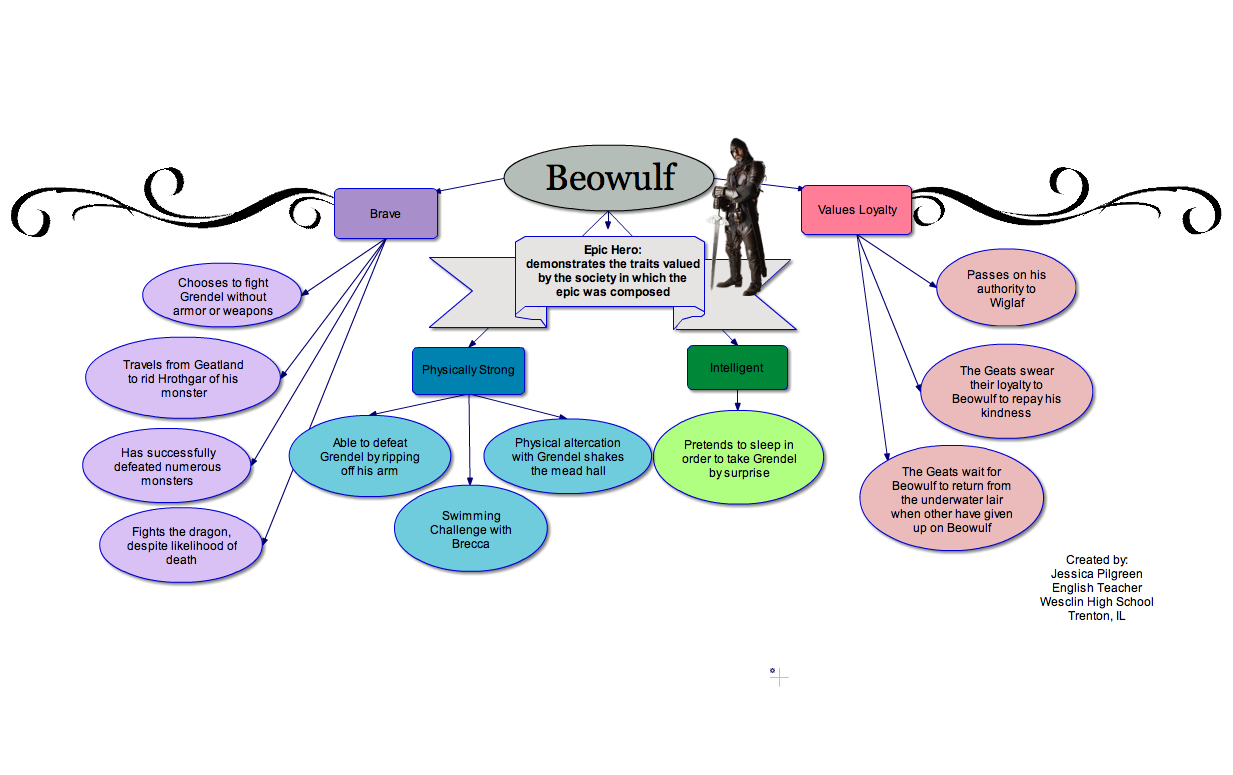 Beowulf
Epic Hero:
demonstrates the traits valued
by the society in which the
epic was composed
Brave
Chooses to fight
Grendel without
armor or weapons
Travels from Geatland
to rid Hrothgar of his
monster
Has successfully
defeated numerous
monsters
Fights the dragon,
despite likelihood of
death
Physically Strong
Able to defeat
Grendel by ripping
off his arm
Swimming
Challenge with
Brecca
Physical altercation
with Grendel shakes
the mead hall
Intelligent
Pretends to sleep in
order to take Grendel
by surprise
Values Loyalty
Passes on his
authority to
Wiglaf
The Geats swear
their loyalty to
Beowulf to repay his
kindness
The Geats wait for
Beowulf to return from
the underwater lair
when other have given
up on Beowulf
Created by:
Jessica Pilgreen
English Teacher
Wesclin High School
Trenton, IL